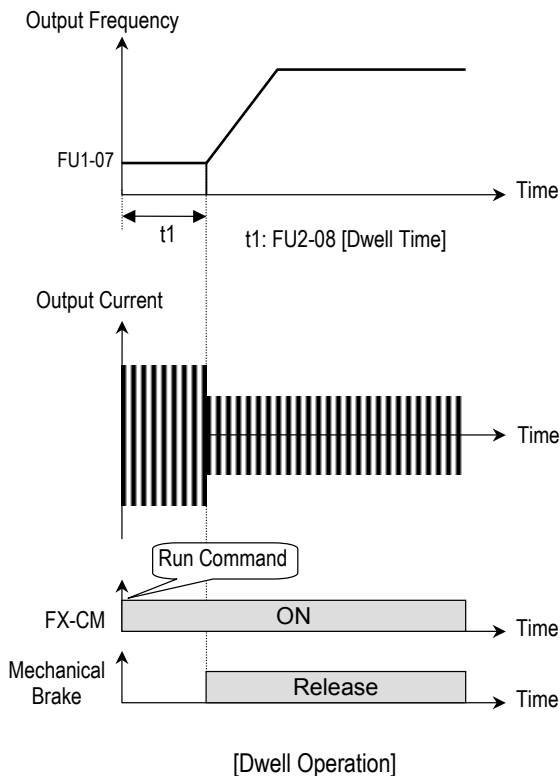 Output Frequency
FU1-07
Time
t1
t1: FU2-08 [Dwell Time]
Output Current
Time
Run Command
FX-CM
ON
Time
Mechanical
Brake
Release
Time
[Dwell Operation]